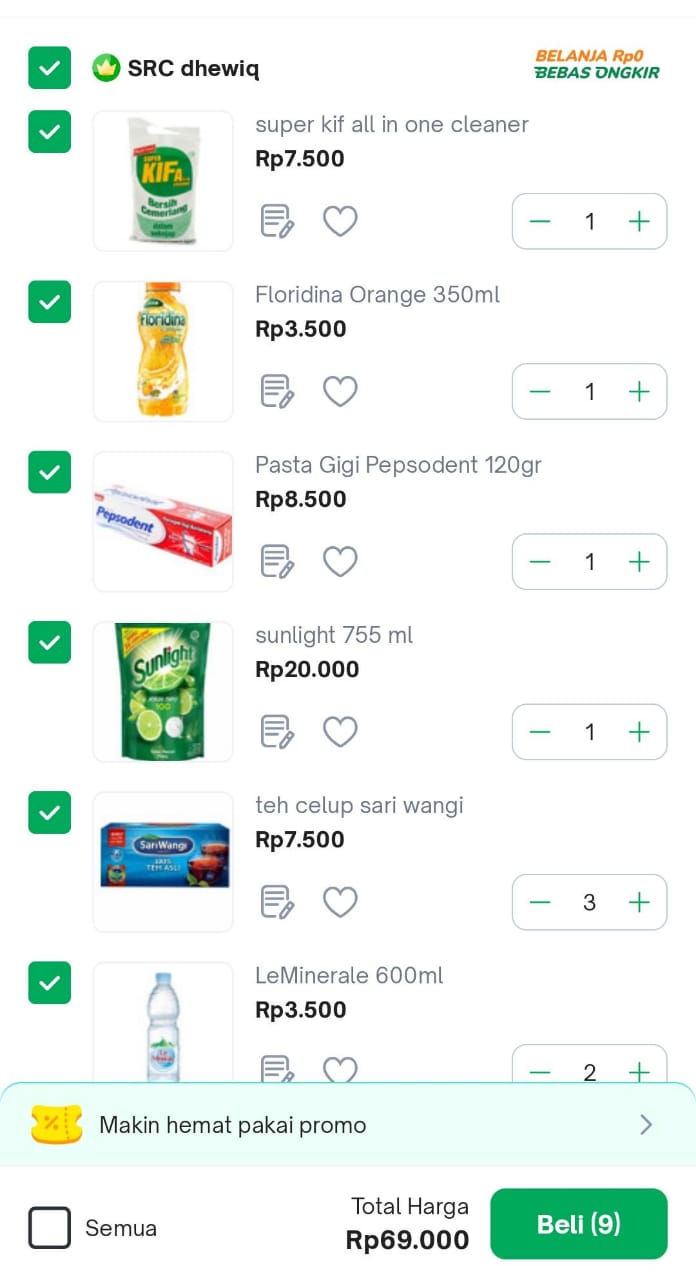 SRC dhewiq
BELANJA Rp0
BEBAS ONGKIR
super kif all in one cleaner
Rp7.500
SUPER
KIFA
Bersih
Cemerlang
dalam
sekejap
1
Floridina Orange 350ml
Rp3.500
Floridina
1
Pasta Gigi Pepsodent 120gr
Rp8.500
Pepsodent
Pepsodent
1
sunlight 755 ml
Rp20.000
Sunlight
100
1
teh celup sari wangi
Rp7.500
SariWangi
100%
TEH ASLI
3
LeMinerale 600ml
Rp3.500
2
Makin hemat pakai promo
Semua
Total Harga
Rp69.000
Beli (9)